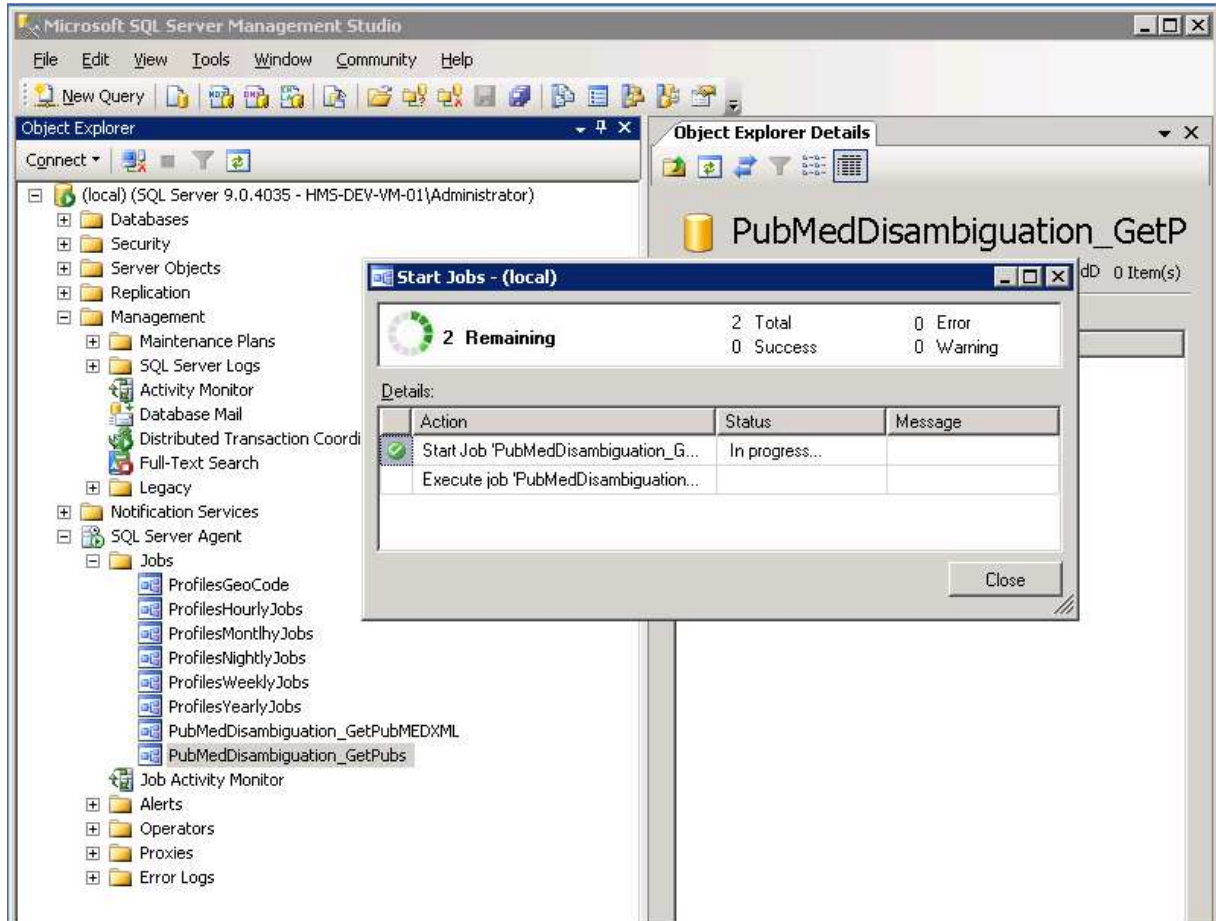 Microsoft SQL Server Management Studio
File Edit View Tools Window Community Help
New Query
Object Explorer
Connect
(local) (SQL Server 9.0.4035 - HMS-DEV-VM-01\Administrator)
Databases
Security
Server Objects
Replication
Management
Maintenance Plans
SQL Server Logs
Activity Monitor
Database Mail
Distributed Transaction Coordi
Full-Text Search
Legacy
Notification Services
SQL Server Agent
Jobs
ProfilesGeoCode
ProfilesHourlyJobs
ProfilesMontlhyJobs
ProfilesNightlyJobs
ProfilesWeeklyJobs
ProfilesYearlyJobs
PubMedDisambiguation_GetPubMEDXML
PubMedDisambiguation_GetPubs
Job Activity Monitor
Alerts
Operators
Proxies
Error Logs
Object Explorer Details
PubMedDisambiguation_GetP
dD 0 Item(s)
Start Jobs - (local)
2 Remaining
2 Total 0 Error
0 Success 0 Warning
Details:
Action Status Message
Start Job 'PubMedDisambiguation_G... In progress...
Execute job 'PubMedDisambiguation...
Close